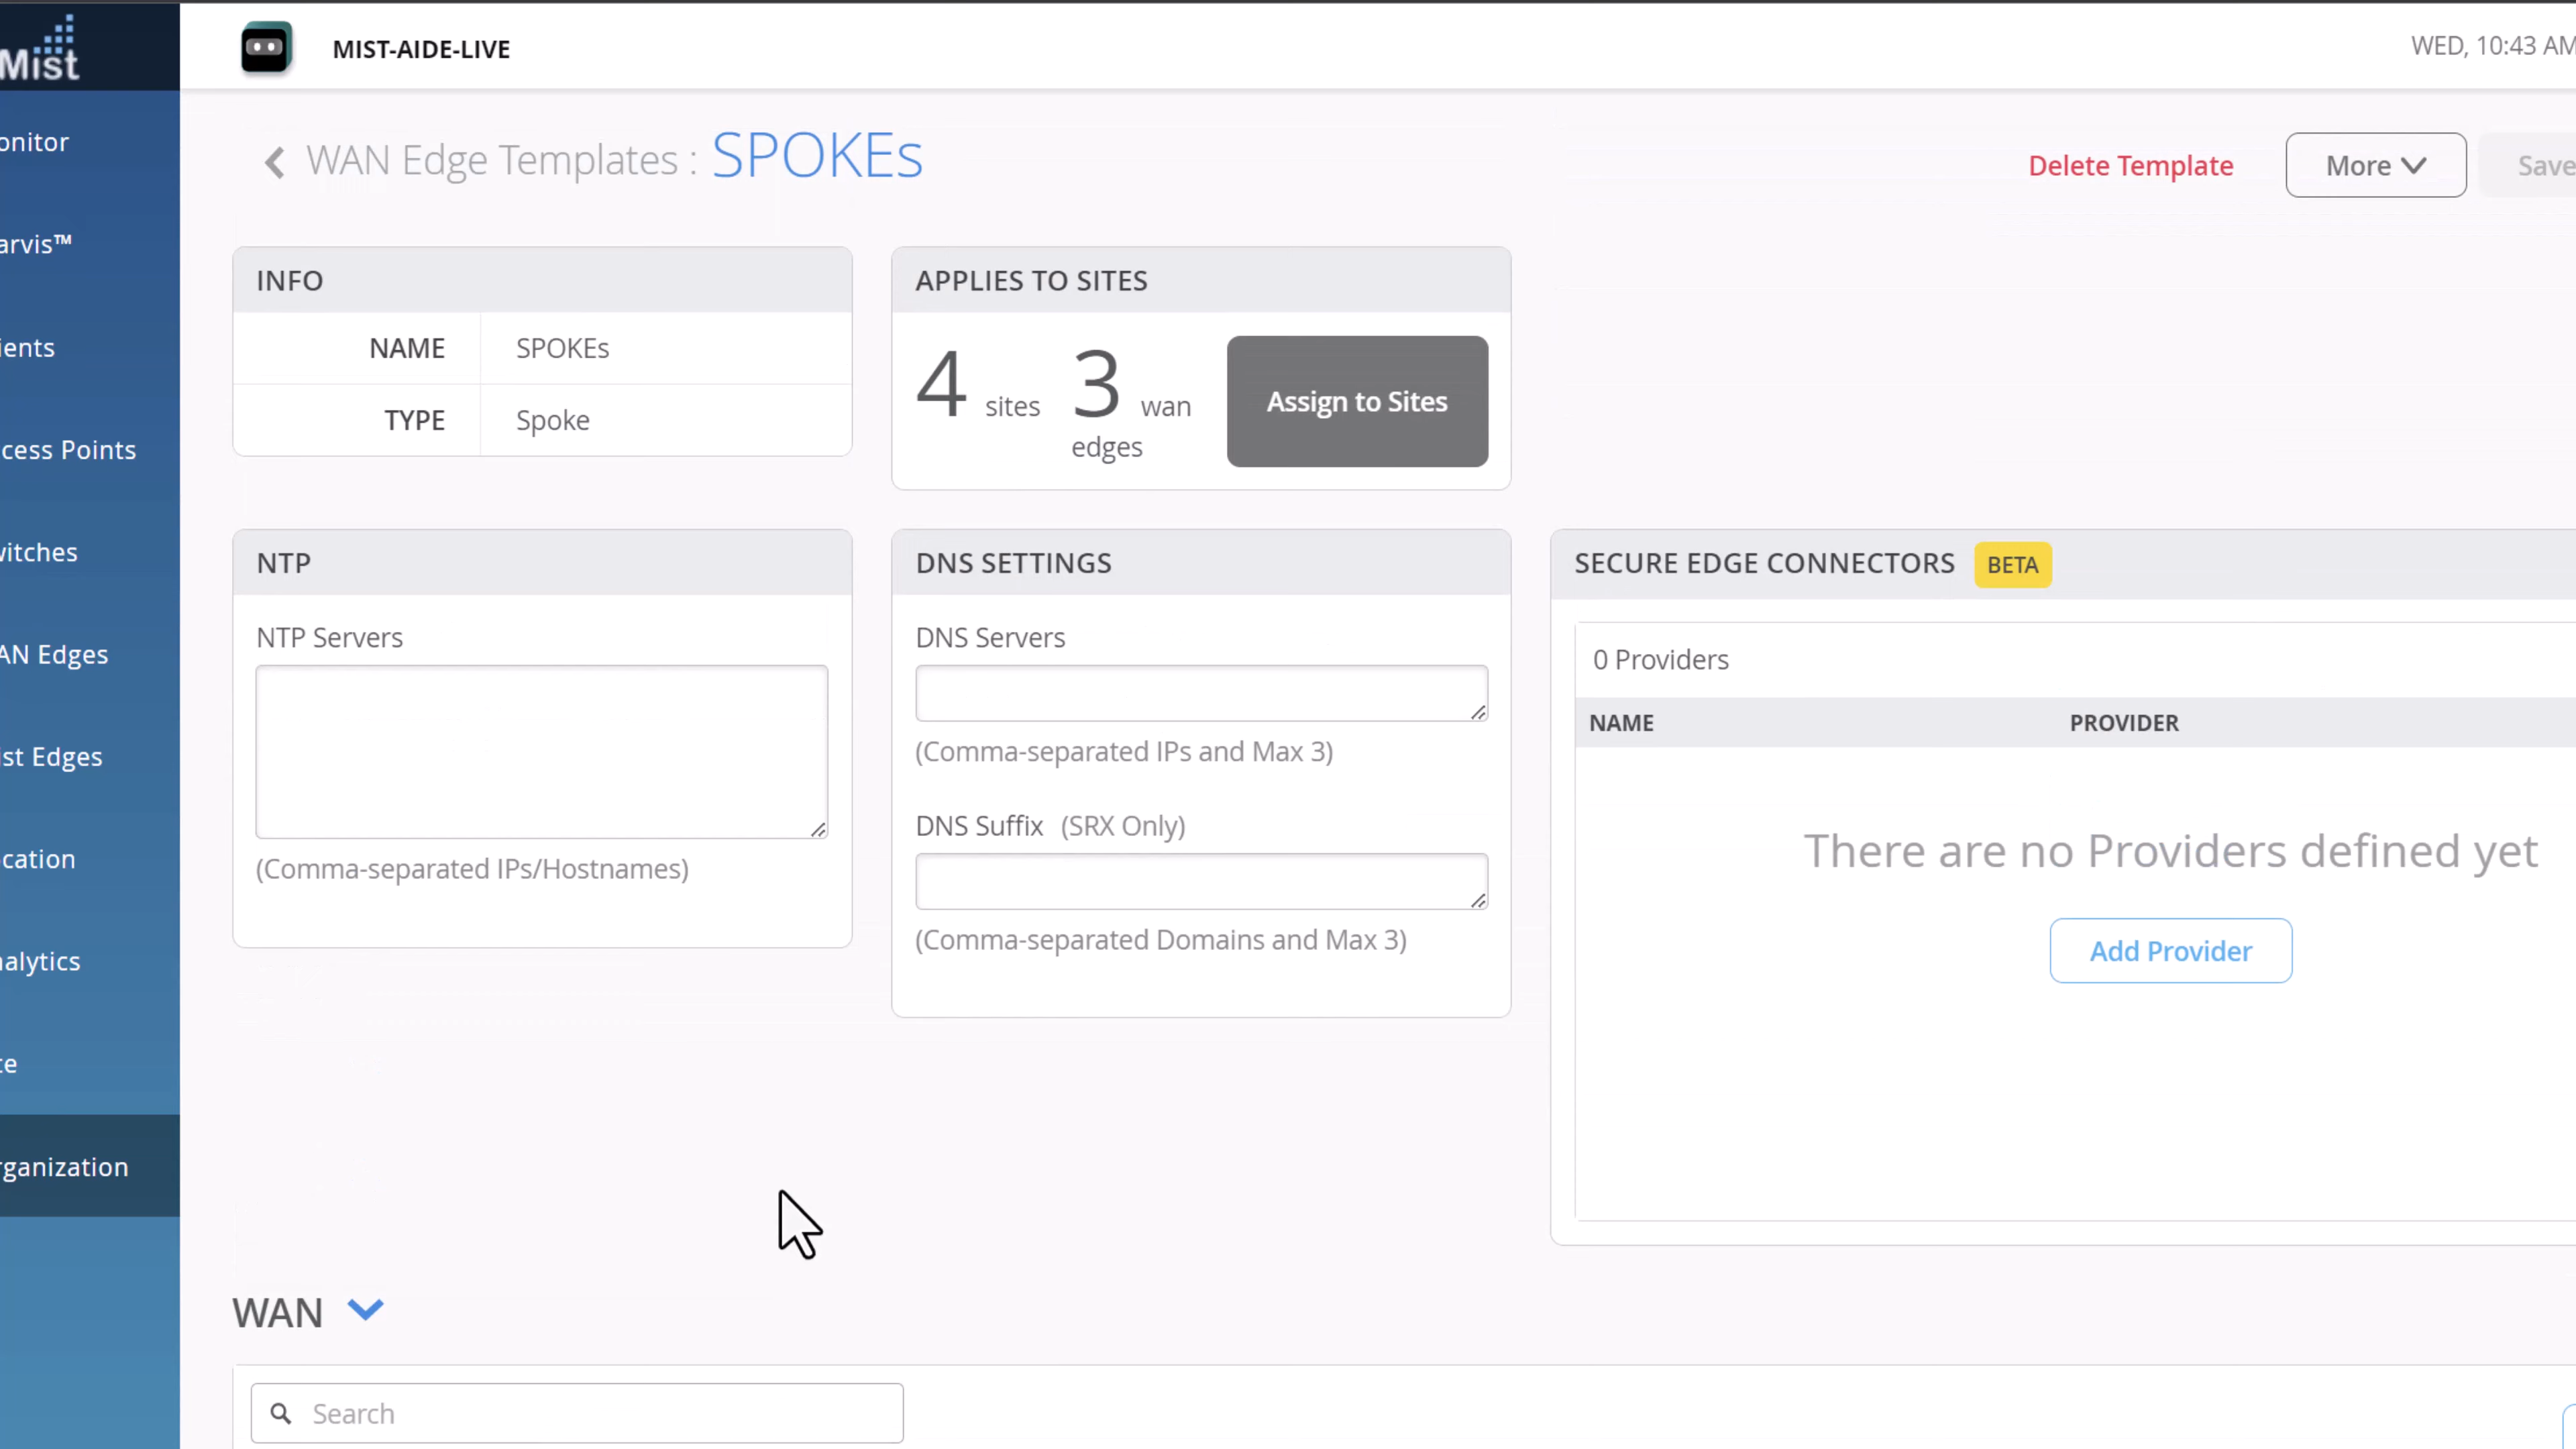 Mist
MIST-AIDE-LIVE
WED, 10:43 AM
onitor
arvis™
ients
cess Points
witches
AN Edges
ist Edges
cation
nalytics
te
rganization
WAN Edge Templates : SPOKEs
Delete Template
More
Save
INFO
NAME SPOKEs
TYPE Spoke
APPLIES TO SITES
4 sites 3 wan
edges
Assign to Sites
NTP
NTP Servers
(Comma-separated IPs/Hostnames)
DNS SETTINGS
DNS Servers
(Comma-separated IPs and Max 3)
DNS Suffix (SRX Only)
(Comma-separated Domains and Max 3)
SECURE EDGE CONNECTORS BETA
0 Providers
NAME PROVIDER
There are no Providers defined yet
Add Provider
WAN
Search